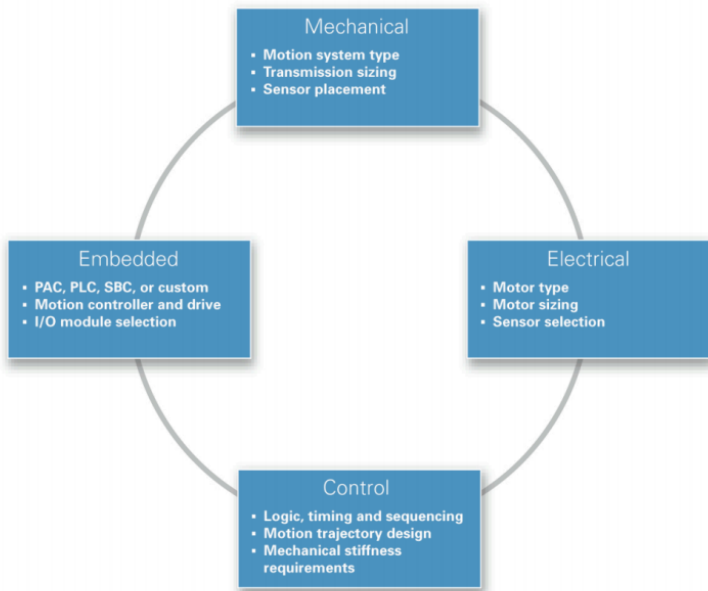 Mechanical
▪ Motion system type
▪ Transmission sizing
▪ Sensor placement
Embedded
▪ PAC, PLC, SBC, or custom
▪ Motion controller and drive
▪ I/O module selection
Electrical
▪ Motor type
▪ Motor sizing
▪ Sensor selection
Control
▪ Logic, timing and sequencing
▪ Motion trajectory design
▪ Mechanical stiffness
requirements